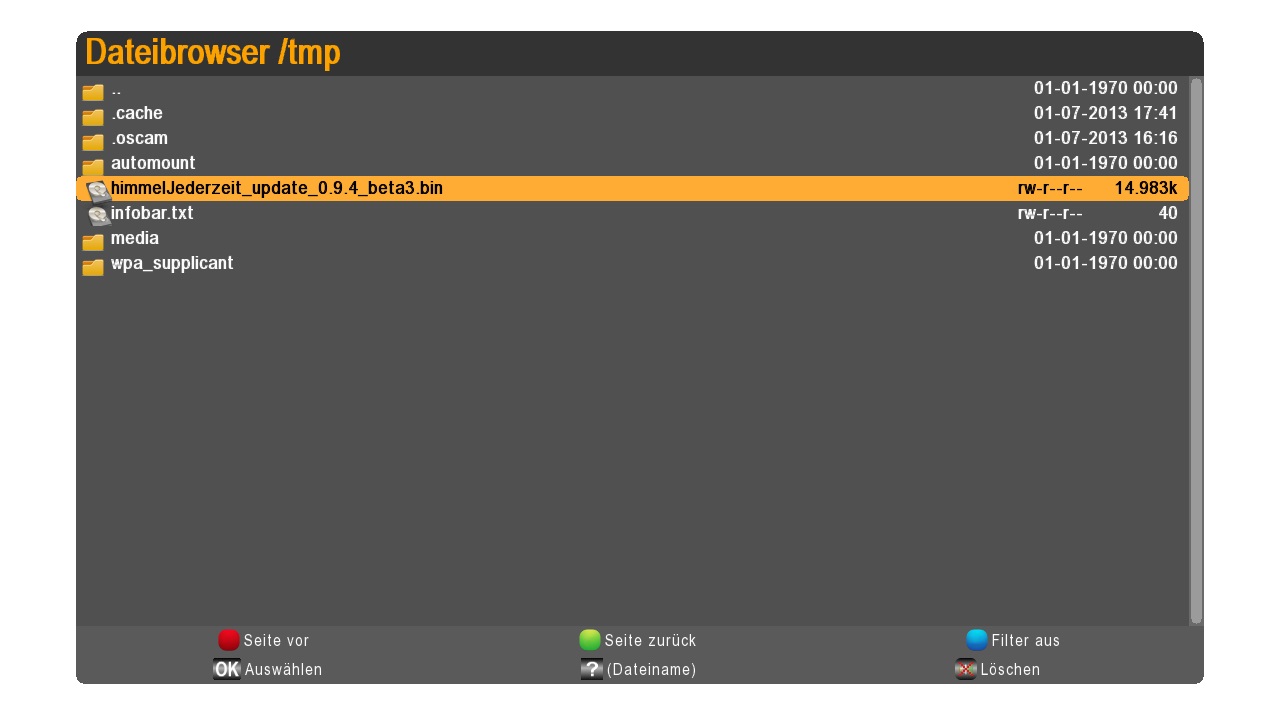 Dateibrowser /tmp
.. 01-01-1970 00:00
.cache 01-07-2013 17:41
.oscam 01-07-2013 16:16
automount 01-01-1970 00:00
himmelJederzeit_update_0.9.4_beta3.bin rw-r--r-- 14.983k
infobar.txt rw-r--r-- 40
media 01-01-1970 00:00
wpa_supplicant 01-01-1970 00:00
Seite vor Seite zurück Filter aus
OK Auswählen ? (Dateiname) Löschen